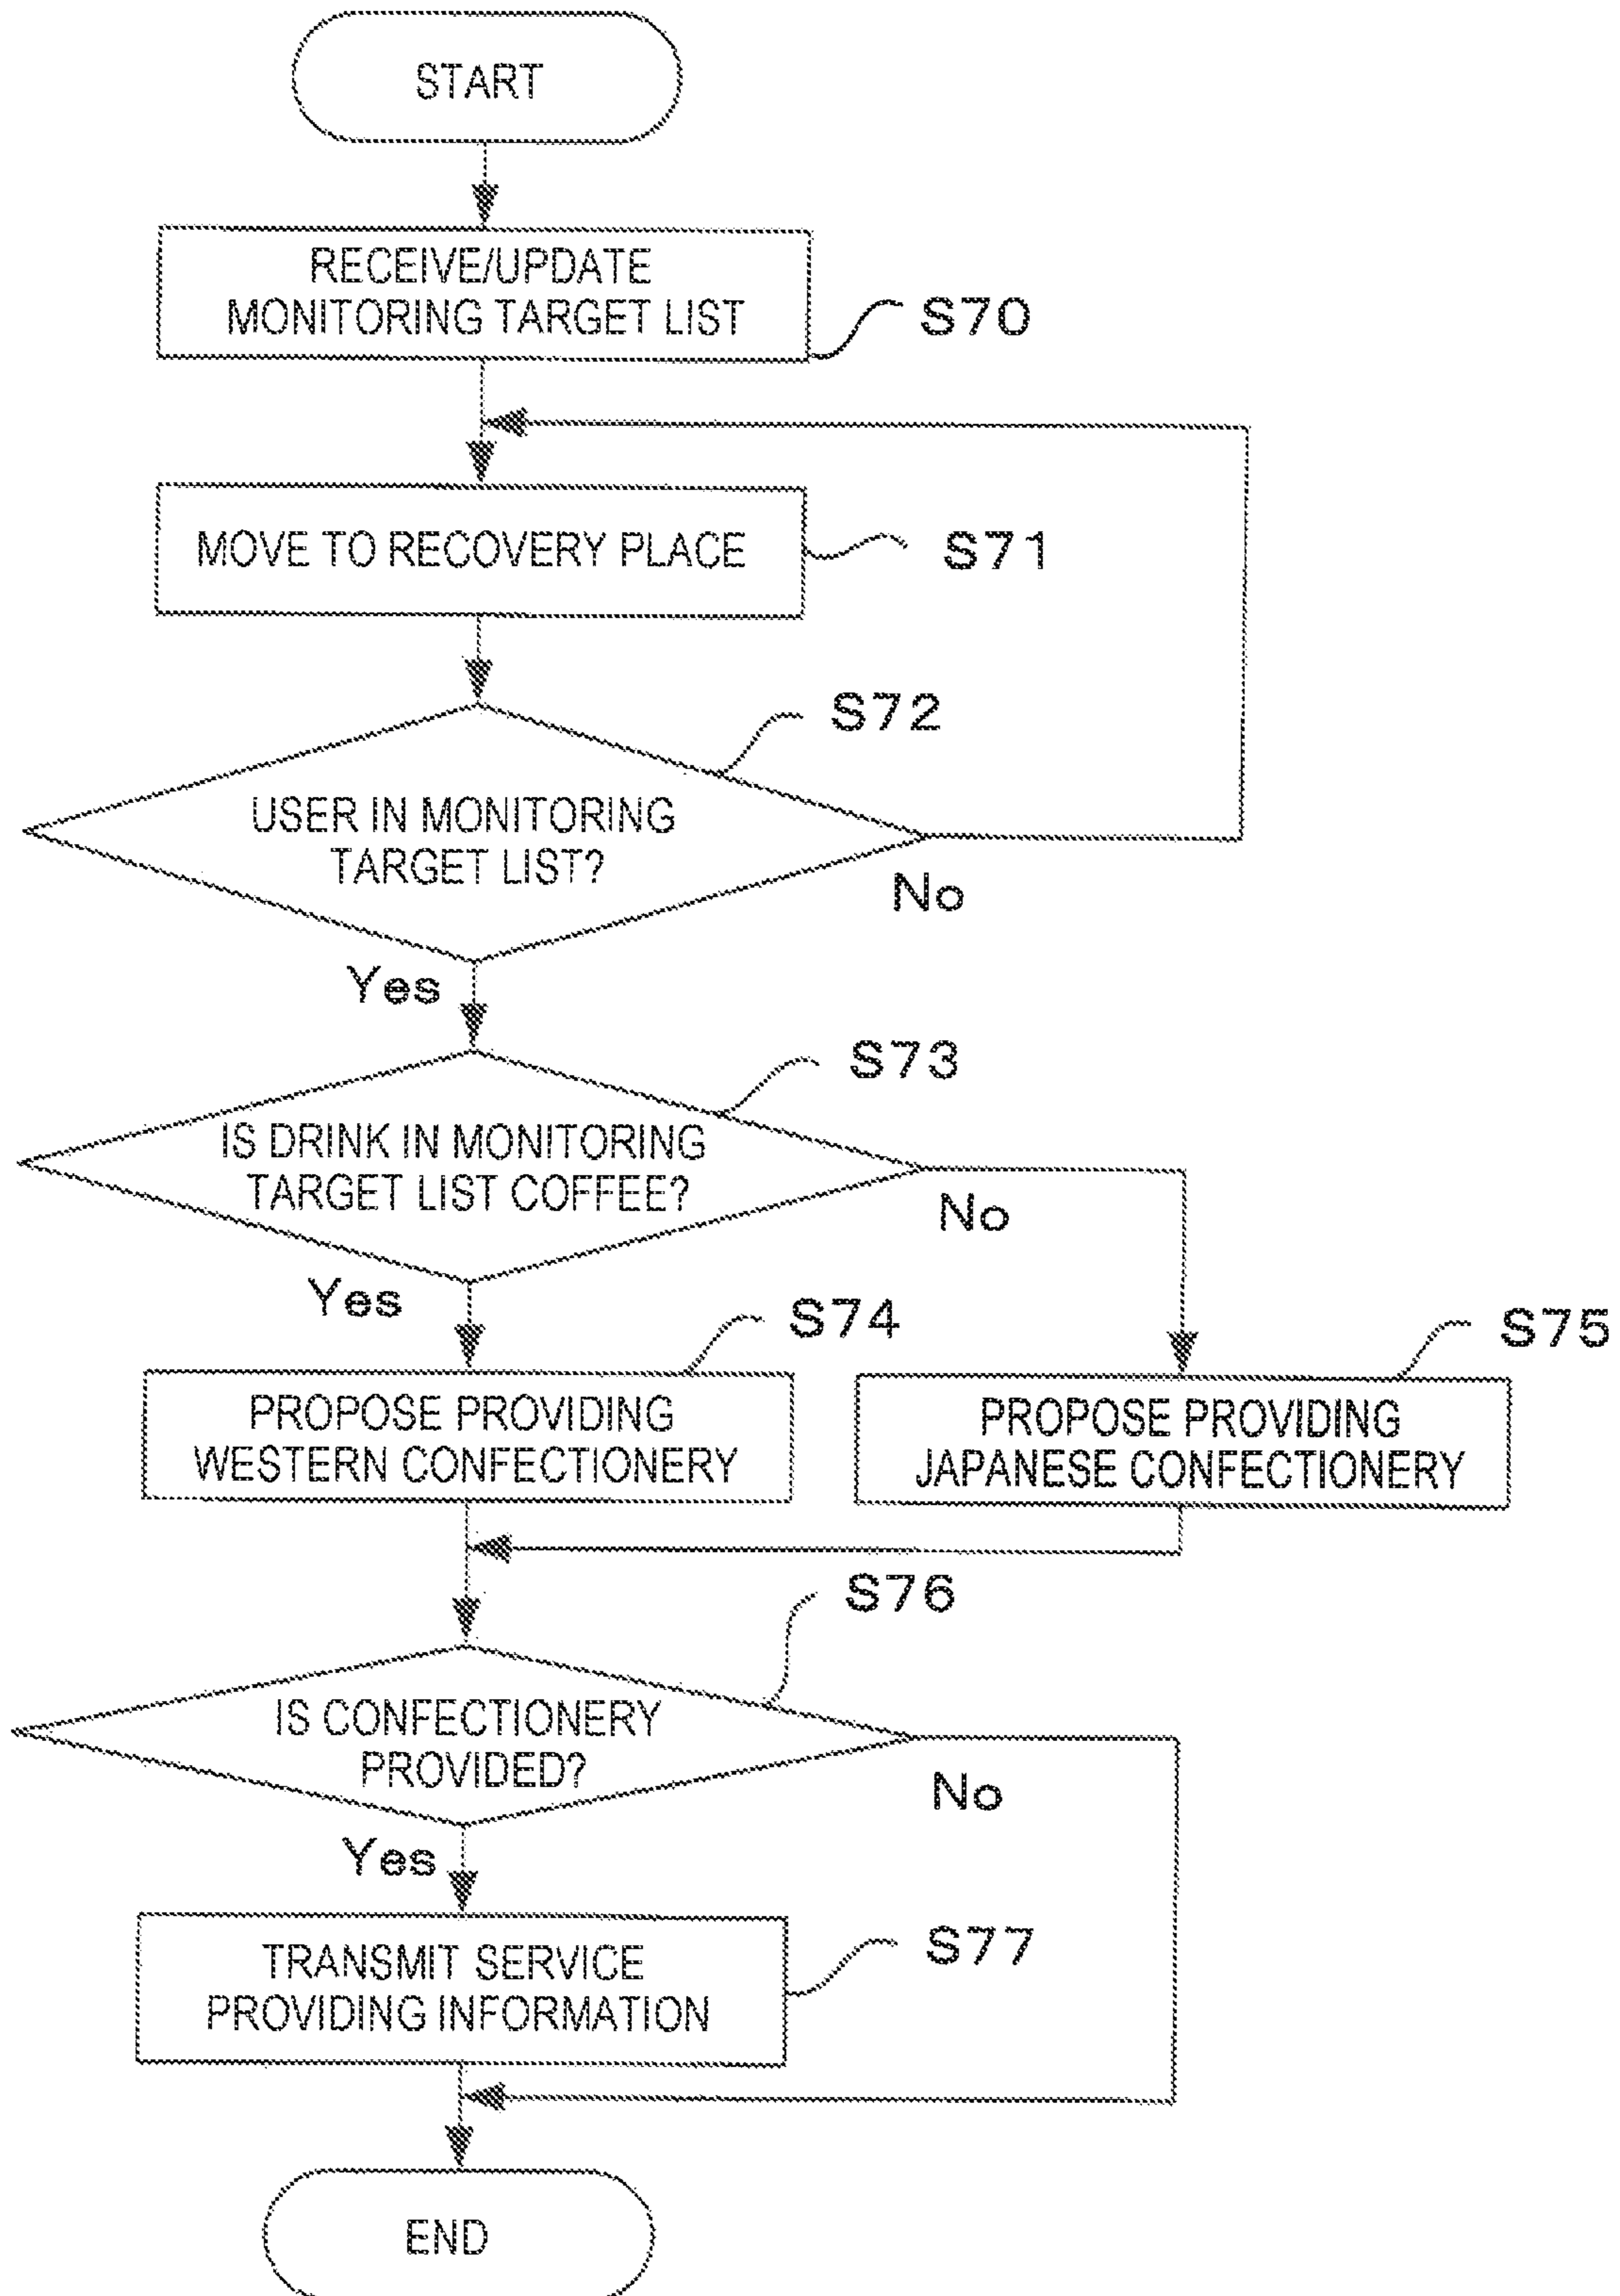 START
RECEIVE/UPDATE
MONITORING TARGET LIST
S70
MOVE TO RECOVERY PLACE
S71
S72
USER IN MONITORING
TARGET LIST?
No
Yes
S73
IS DRINK IN MONITORING
TARGET LIST COFFEE?
No
Yes
S74
S75
PROPOSE PROVIDING
WESTERN CONFECTIONERY
PROPOSE PROVIDING
JAPANESE CONFECTIONERY
S76
IS CONFECTIONERY
PROVIDED?
No
Yes
S77
TRANSMIT SERVICE
PROVIDING INFORMATION
END